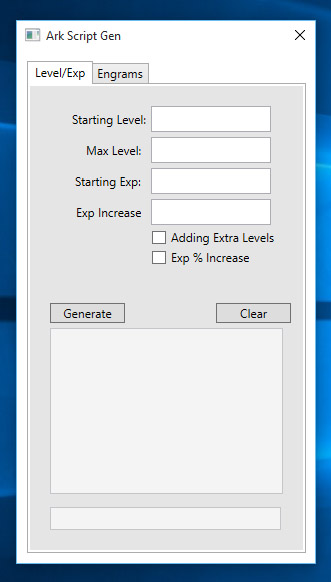 Ark Script Gen
Level/Exp Engrams
Starting Level:
Max Level:
Starting Exp:
Exp Increase
Adding Extra Levels
Exp % Increase
Generate Clear